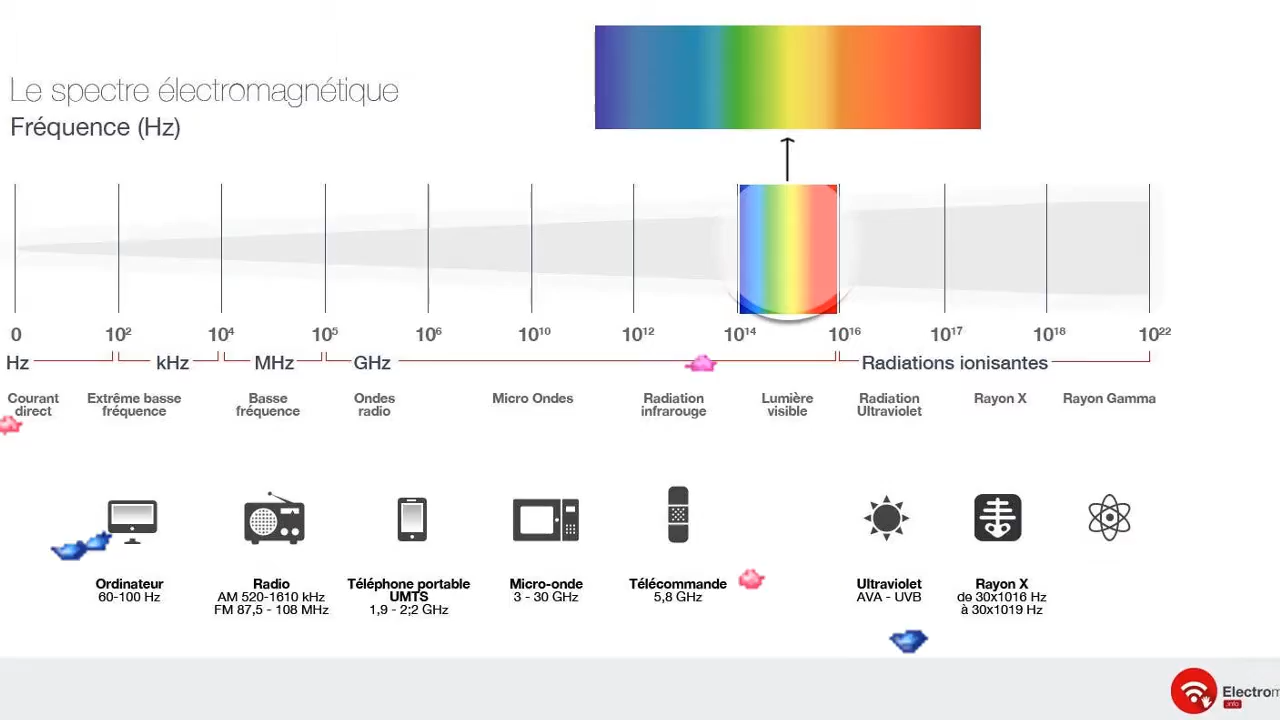 Le spectre électromagnétique
Fréquence (Hz)
0 10² 10⁴ 10⁵ 10⁶ 10¹⁰ 10¹² 10¹⁴ 10¹⁶ 10¹⁷ 10¹⁸ 10²²
Hz kHz MHz GHz Radiations ionisantes
Courant
direct
Extrême basse
fréquence
Basse
fréquence
Ondes
radio
Micro Ondes
Radiation
infrarouge
Lumière
visible
Radiation
Ultraviolet
Rayon X
Rayon Gamma
Ordinateur
60-100 Hz
Radio
AM 520-1610 kHz
FM 87,5 - 108 MHz
Téléphone portable
UMTS
1,9 - 2;2 GHz
Micro-onde
3 - 30 GHz
Télécommande
5,8 GHz
Ultraviolet
AVA - UVB
Rayon X
de 30x1016 Hz
à 30x1019 Hz
Electrom
.info